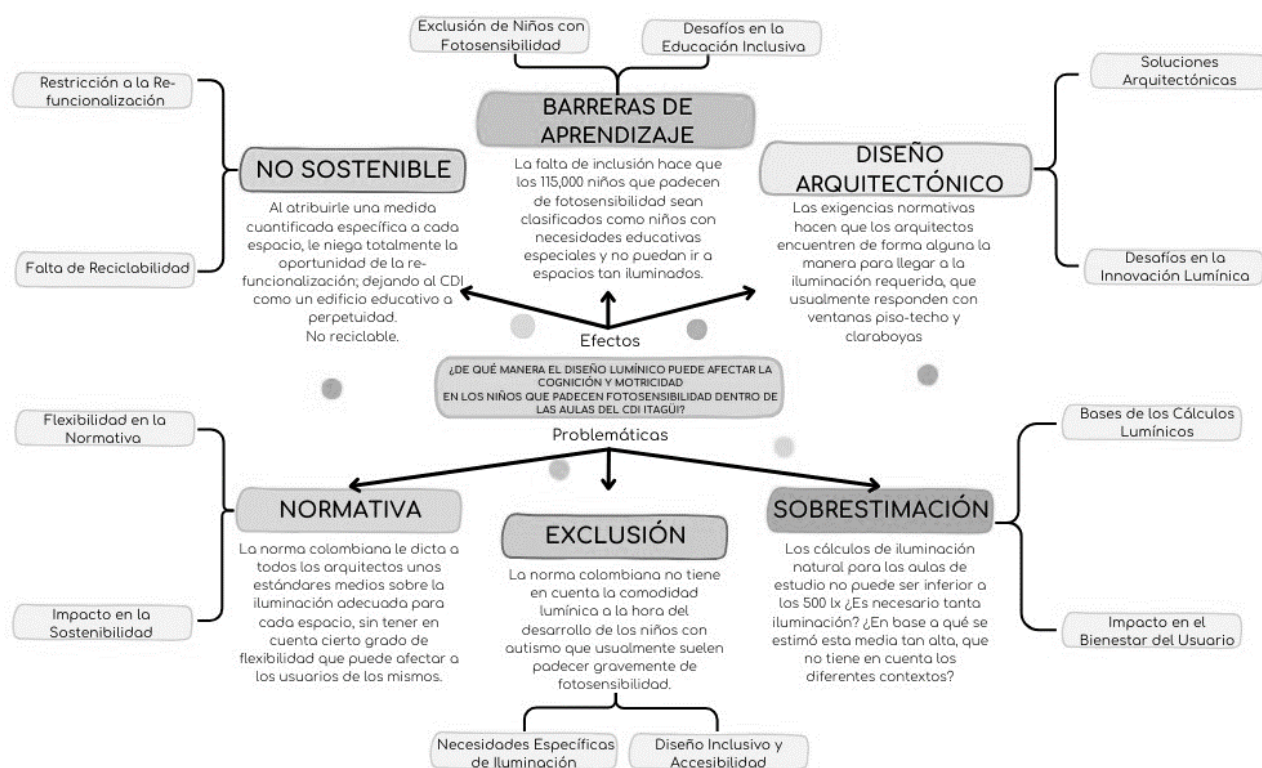 Exclusión de Niños con
Fotosensibilidad
Desafíos en la
Educación Inclusiva
Restricción a la Re-
funcionalización
Falta de Reciclabilidad
NO SOSTENIBLE
Al atribuirle una medida
cuantificada específica a cada
espacio, le niega totalmente la
oportunidad de la re-
funcionalización; dejando al CDI
como un edificio educativo a
perpetuidad.
No reciclable.
BARRERAS DE
APRENDIZAJE
La falta de inclusión hace que
los 115,000 niños que padecen
de fotosensibilidad sean
clasificados como niños con
necesidades educativas
especiales y no puedan ir a
espacios tan iluminados.
DISEÑO
ARQUITECTÓNICO
Las exigencias normativas
hacen que los arquitectos
encuentren de forma alguna la
manera para llegar a la
iluminación requerida, que
usualmente responden con
ventanas piso-techo y
claraboyas
Soluciones
Arquitectónicas
Desafíos en la
Innovación Lumínica
Efectos
¿DE QUÉ MANERA EL DISEÑO LUMÍNICO PUEDE AFECTAR LA
COGNICIÓN Y MOTRICIDAD
EN LOS NIÑOS QUE PADECEN FOTOSENSIBILIDAD DENTRO DE
LAS AULAS DEL CDI ITAGÜI?
Problemáticas
Flexibilidad en la
Normativa
Impacto en la
Sostenibilidad
NORMATIVA
La norma colombiana le dicta a
todos los arquitectos unos
estándares medios sobre la
iluminación adecuada para
cada espacio, sin tener en
cuenta cierto grado de
flexibilidad que puede afectar a
los usuarios de los mismos.
EXCLUSIÓN
La norma colombiana no tiene
en cuenta la comodidad
lumínica a la hora del
desarrollo de los niños con
autismo que usualmente suelen
padecer gravemente de
fotosensibilidad.
Necesidades Específicas
de Iluminación
Diseño Inclusivo y
Accesibilidad
SOBRESTIMACIÓN
Los cálculos de iluminación
natural para las aulas de
estudio no puede ser inferior a
los 500 lx ¿Es necesario tanta
iluminación? ¿En base a qué se
estimó esta media tan alta, que
no tiene en cuenta los
diferentes contextos?
Bases de los Cálculos
Lumínicos
Impacto en el
Bienestar del Usuario